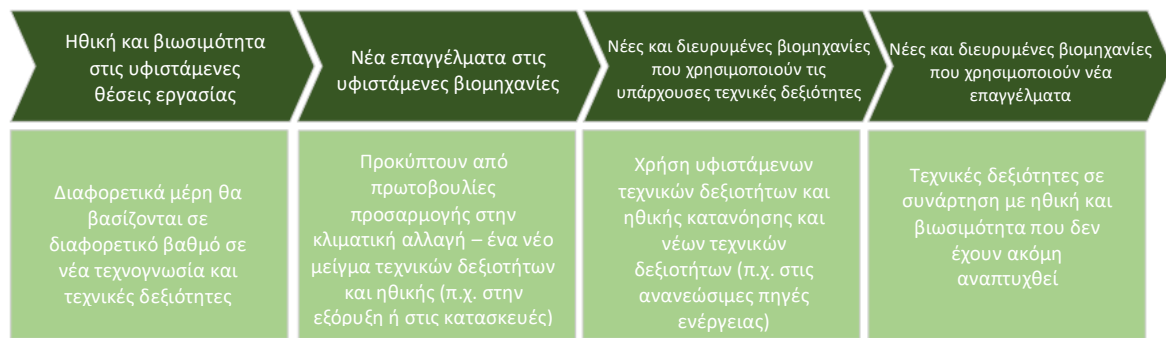 Ηθική και βιωσιμότητα
στις υφιστάμενες
θέσεις εργασίας
Νέα επαγγέλματα στις
υφιστάμενες βιομηχανίες
Νέες και διευρυμένες βιομηχανίες
που χρησιμοποιούν τις
υπάρχουσες τεχνικές δεξιότητες
Νέες και διευρυμένες βιομηχανίες
που χρησιμοποιούν νέα
επαγγέλματα
Διαφορετικά μέρη θα
βασίζονται σε
διαφορετικό βαθμό σε
νέα τεχνογνωσία και
τεχνικές δεξιότητες
Προκύπτουν από
πρωτοβουλίες
προσαρμογής στην
κλιματική αλλαγή – ένα νέο
μείγμα τεχνικών δεξιοτήτων
και ηθικής (π.χ. στην
εξόρυξη ή στις κατασκευές)
Χρήση υφιστάμενων
τεχνικών δεξιοτήτων και
ηθικής κατανόησης και
νέων τεχνικών
δεξιοτήτων (π.χ. στις
ανανεώσιμες πηγές
ενέργειας)
Τεχνικές δεξιότητες σε
συνάρτηση με ηθική και
βιωσιμότητα που δεν
έχουν ακόμη
αναπτυχθεί